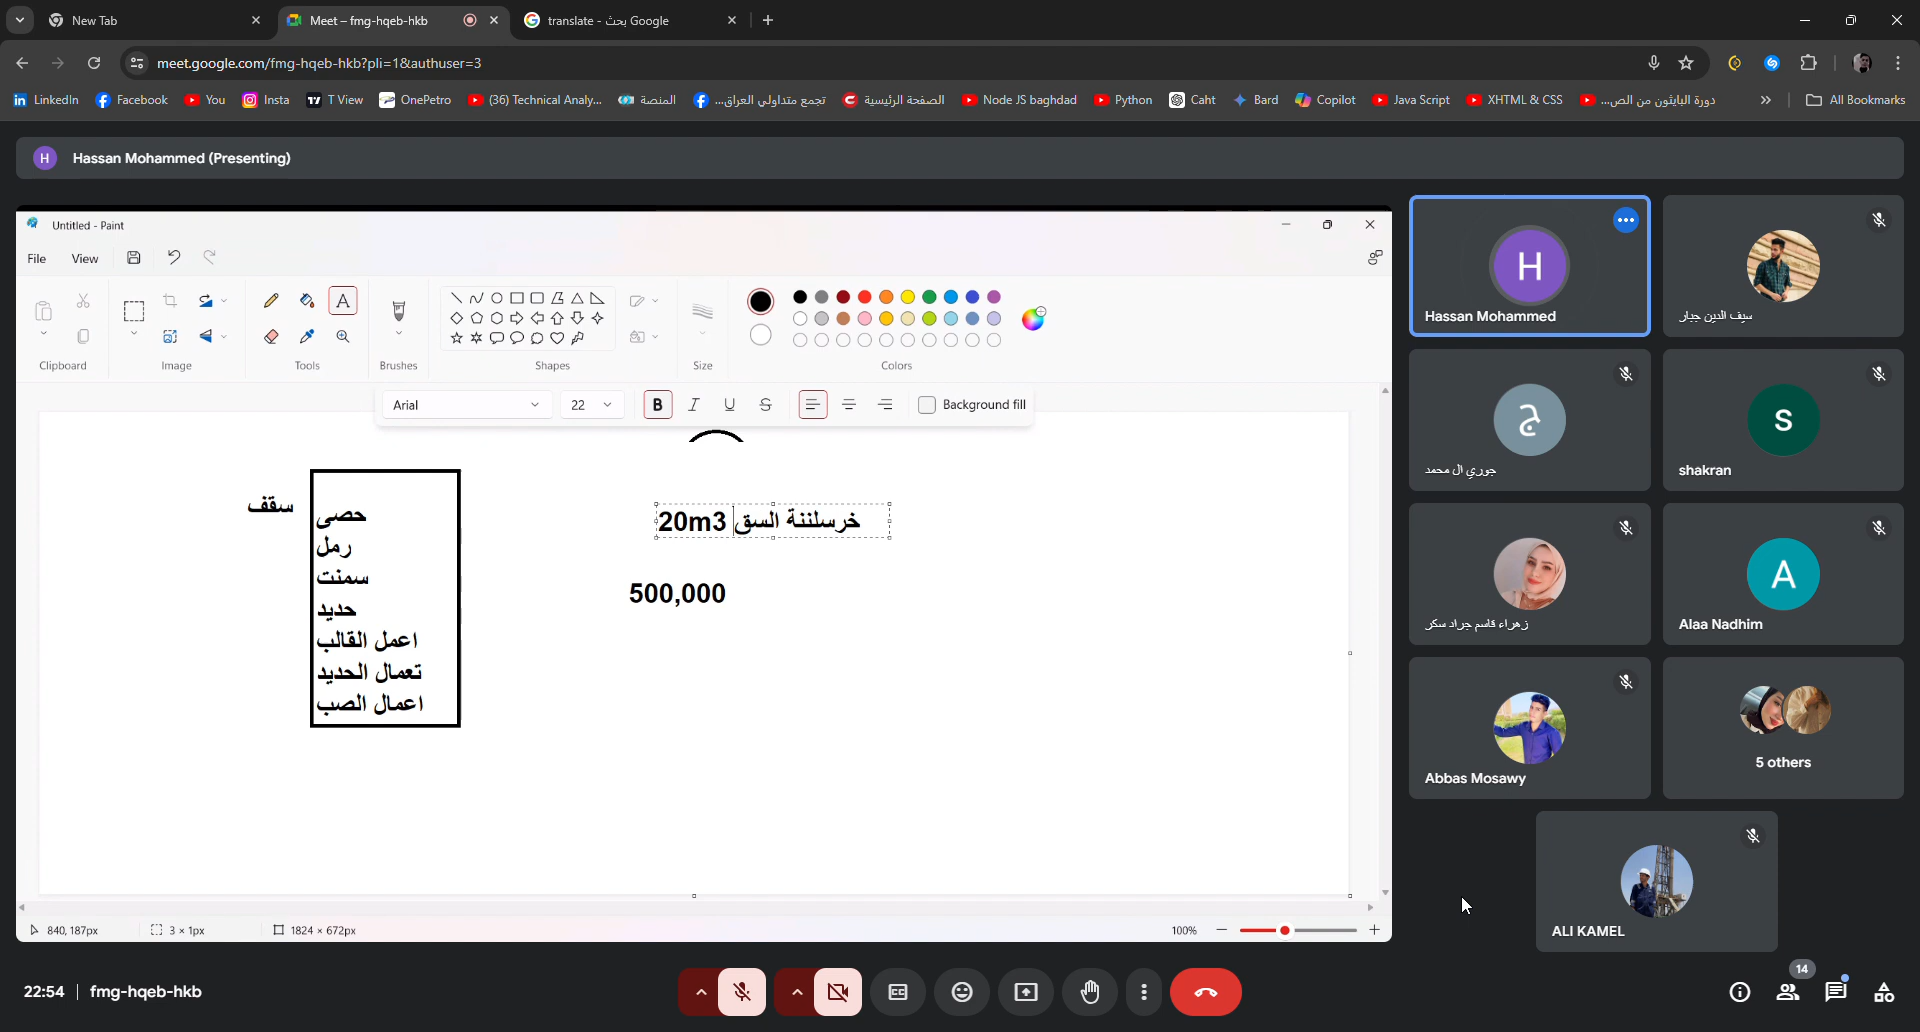 New Tab
Meet – fmg-hqeb-hkb
translate - بحث Google
meet.google.com/fmg-hqeb-hkb?pli=1&authuser=3
LinkedIn
Facebook
You
Insta
T View
OnePetro
(36) Technical Analy...
المنصة
تجمع متداولي العراق...
الصفحة الرئيسية
Node JS baghdad
Python
Caht
Bard
Copilot
Java Script
XHTML & CSS
دورة البايثون من الص...
All Bookmarks
H
Hassan Mohammed (Presenting)
Untitled - Paint
File
View
Clipboard
Image
Tools
Brushes
Shapes
Size
Colors
Arial
22
B
I
U
S
Background fill
سقف
حصى
رمل
سمنت
حديد
اعمل القالب
تعمال الحديد
اعمال الصب
خرسلننة السق 20m3
500,000
840, 187px
3 × 1px
1824 × 672px
100%
H
Hassan Mohammed
سيف الدين جبار
ج
جوري ال محمد
S
shakran
زهراء قاسم جراد سكر
A
Alaa Nadhim
Abbas Mosawy
5 others
ALI KAMEL
22:54
fmg-hqeb-hkb
14